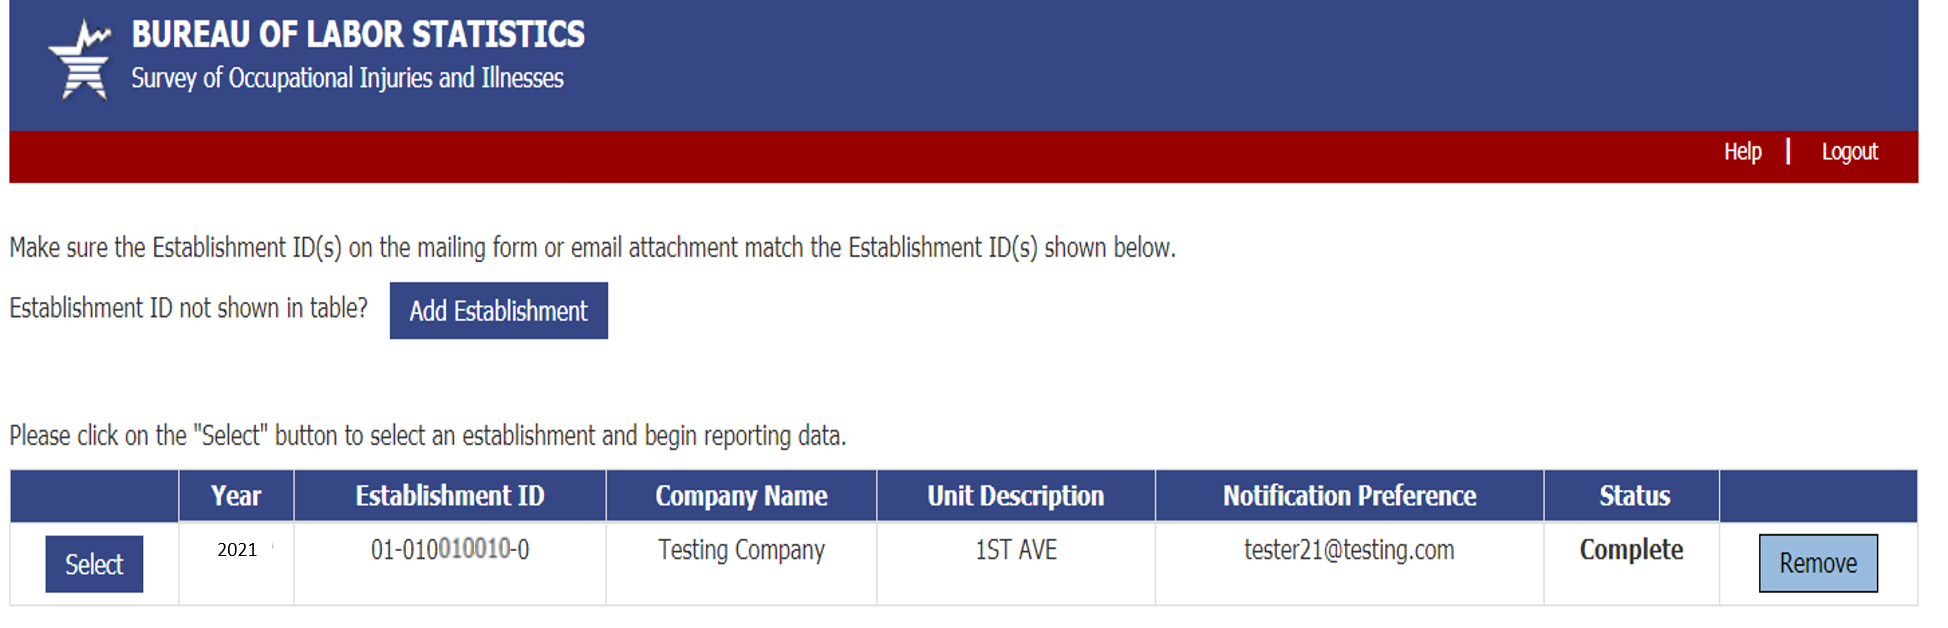 BUREAU OF LABOR STATISTICS
Survey of Occupational Injuries and Illnesses
Help | Logout
Make sure the Establishment ID(s) on the mailing form or email attachment match the Establishment ID(s) shown below.
Establishment ID not shown in table? Add Establishment
Please click on the "Select" button to select an establishment and begin reporting data.
Year Establishment ID Company Name Unit Description Notification Preference Status
Select 2021 01-010010010-0 Testing Company 1ST AVE tester21@testing.com Complete Remove